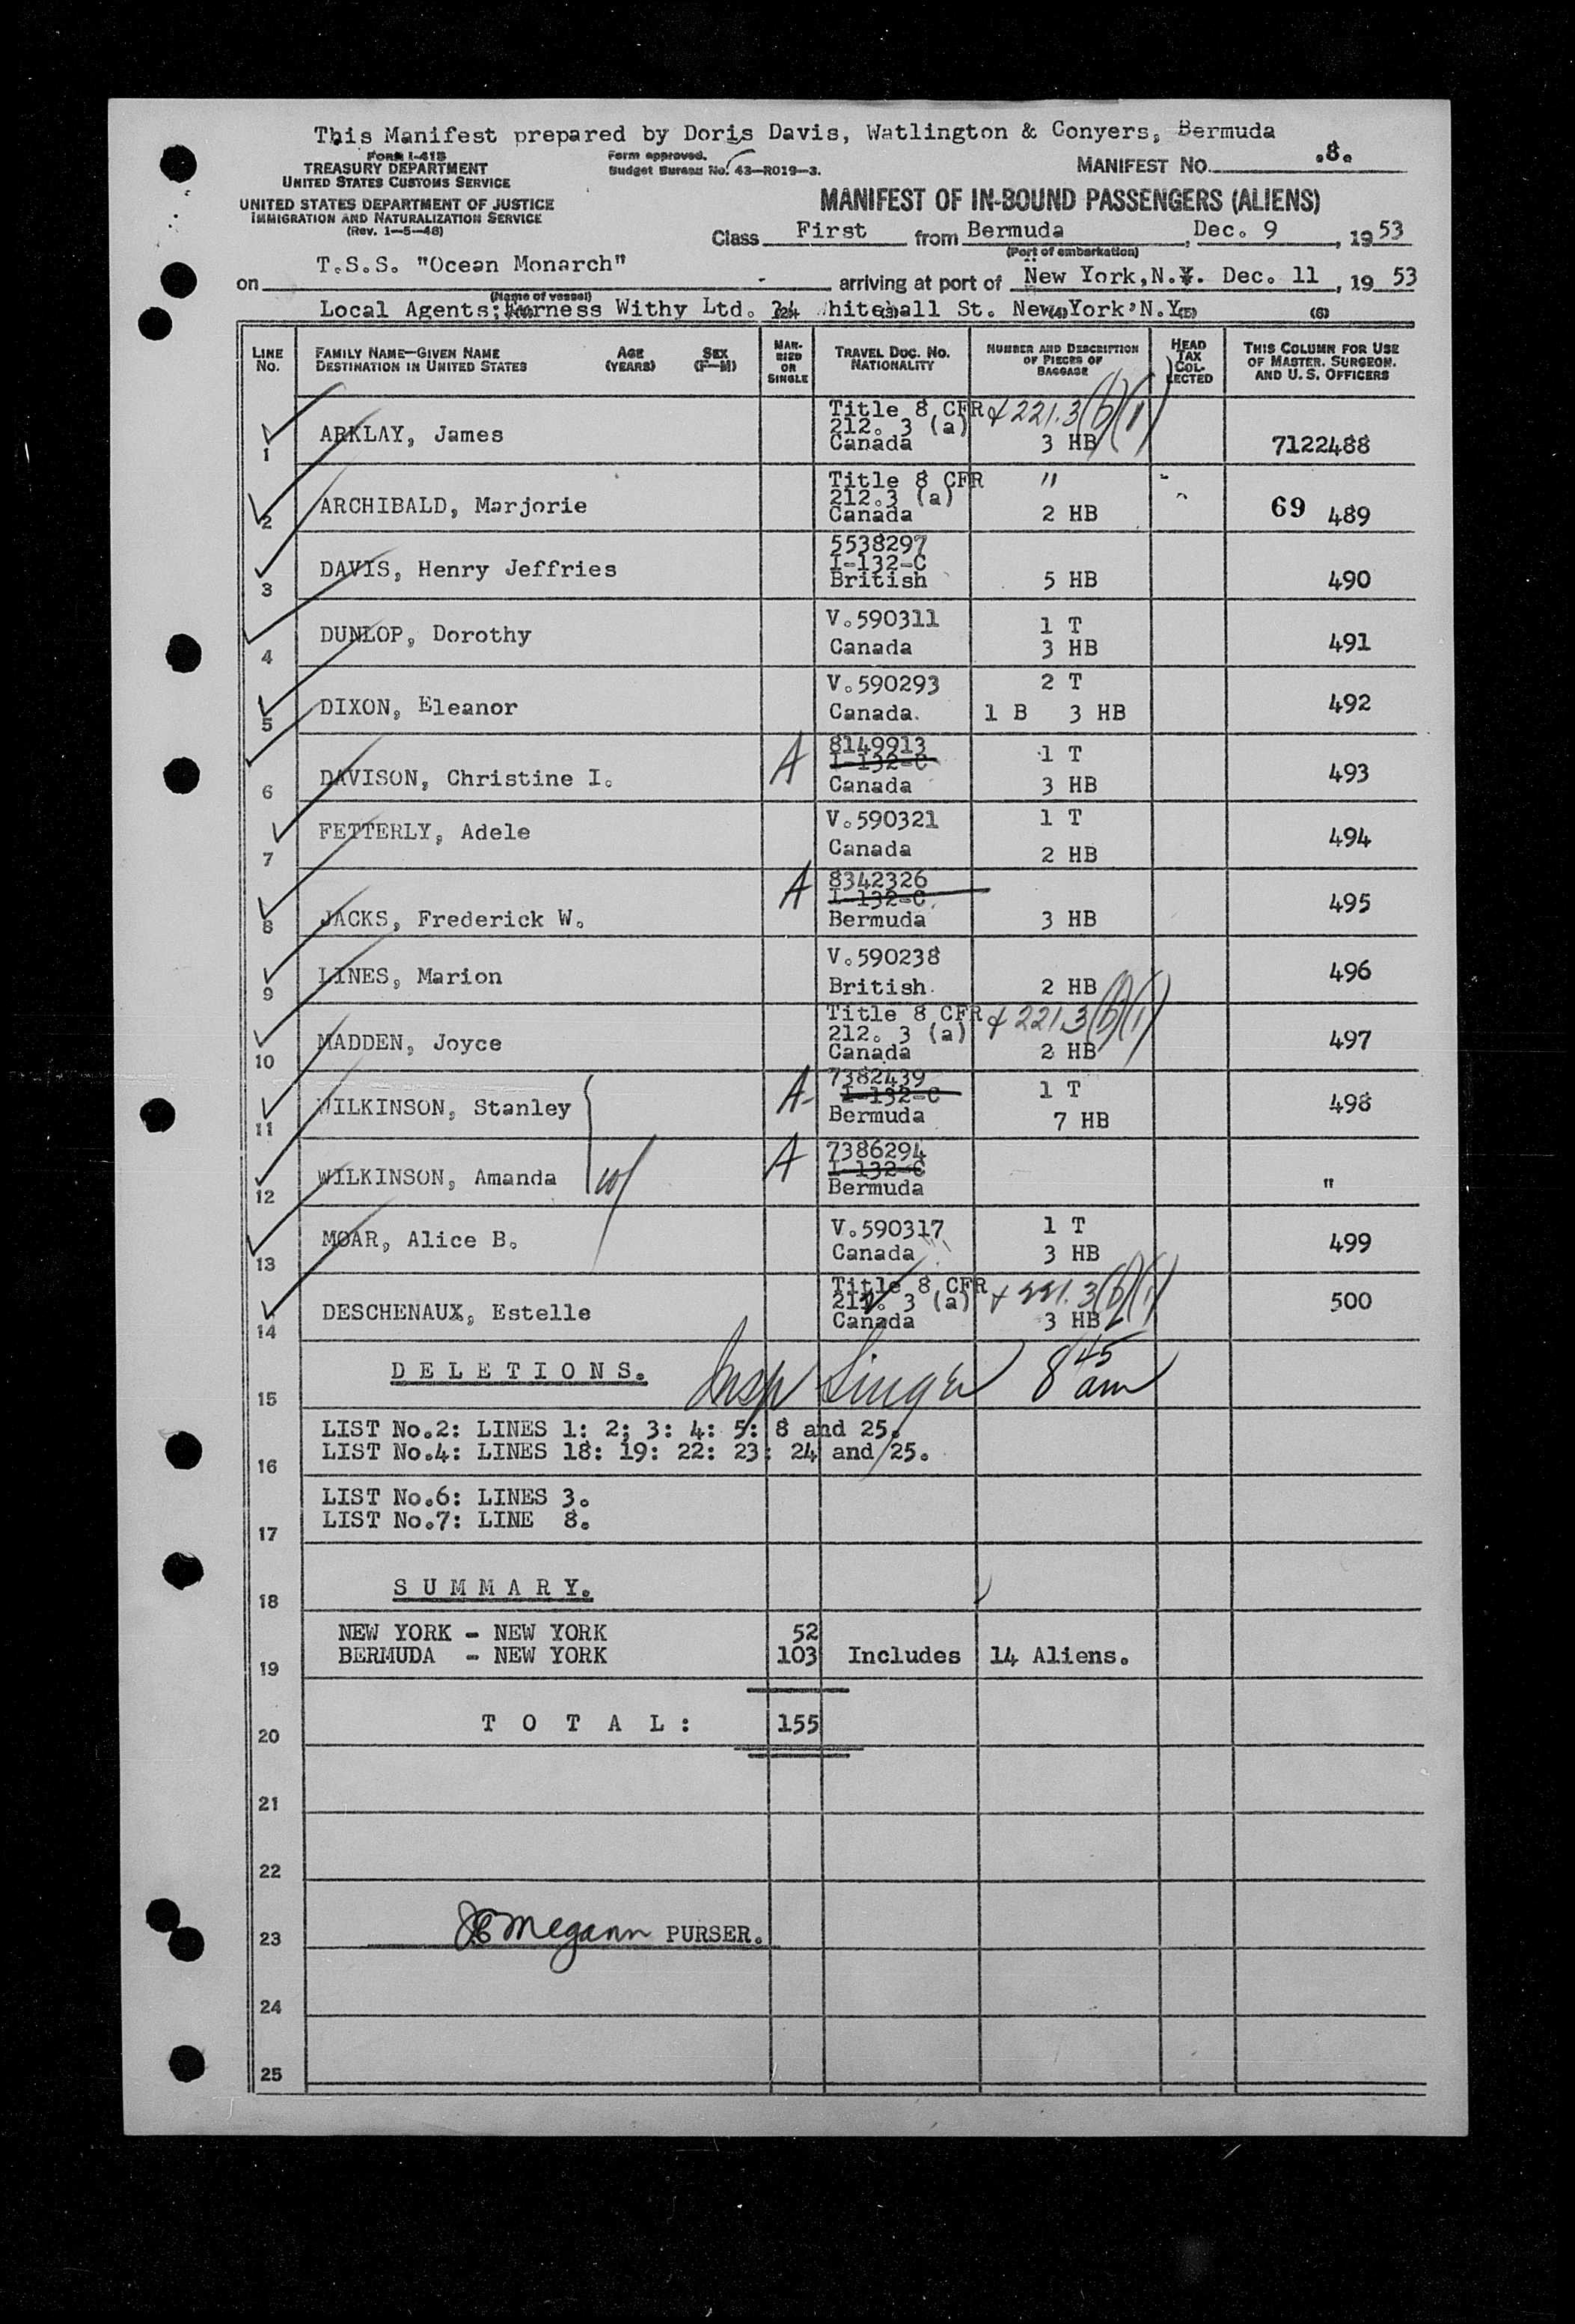 This Manifest prepared by Doris Davis, Watlington & Conyers, Bermuda
Form I-418
TREASURY DEPARTMENT
UNITED STATES CUSTOMS SERVICE
UNITED STATES DEPARTMENT OF JUSTICE
IMMIGRATION AND NATURALIZATION SERVICE
(Rev. 1-5-48)
Form approved.
Budget Bureau No. 43-R019-3.
MANIFEST NO. .8.
MANIFEST OF IN-BOUND PASSENGERS (ALIENS)
Class First from Bermuda, Dec. 9, 1953
(Port of embarkation)
on T.S.S. "Ocean Monarch" arriving at port of New York, N.Y. Dec. 11, 1953
(Name of vessel)
Local Agents; Furness Withy Ltd. 34 Whitehall St. New York N.Y.
(3) (4) (5) (6)
LINE No. FAMILY NAME—GIVEN NAME DESTINATION IN UNITED STATES AGE (YEARS) SEX (F—M) MARRIED OR SINGLE TRAVEL DOC. NO. NATIONALITY NUMBER AND DESCRIPTION OF PIECES OF BAGGAGE HEAD TAX COLLECTED THIS COLUMN FOR USE OF MASTER, SURGEON, AND U. S. OFFICERS
1 ARKLAY, James Title 8 CFR 212. 3 (a) Canada + 221.3(b)(1) 3 HB 7122488
2 ARCHIBALD, Marjorie Title 8 CFR 212.3 (a) Canada " 2 HB 69 489
3 DAVIS, Henry Jeffries 5538297 I-132-C British 5 HB 490
4 DUNLOP, Dorothy V.590311 Canada 1 T 3 HB 491
5 DIXON, Eleanor V.590293 Canada. 2 T 1 B 3 HB 492
6 DAVISON, Christine I. A 8149913 I-132-C Canada 1 T 3 HB 493
7 FETTERLY, Adele V.590321 Canada 1 T 2 HB 494
8 JACKS, Frederick W. A 8342326 I-132-C. Bermuda 3 HB 495
9 LINES, Marion V.590238 British 2 HB 496
10 MADDEN, Joyce Title 8 CFR 212. 3 (a) Canada + 221.3(b)(1) 2 HB 497
11 WILKINSON, Stanley A 7382439 I-132-C Bermuda 1 T 7 HB 498
12 WILKINSON, Amanda A 7386294 I-132-C Bermuda "
13 MOAR, Alice B. V.590317 Canada 1 T 3 HB 499
14 DESCHENAUX, Estelle Title 8 CFR 212. 3 (a) Canada + 221.3(b)(1) 3 HB 500
15 DELETIONS. Insp Singer 8 45 am
LIST No.2: LINES 1: 2; 3: 4: 5: 8 and 25.
16 LIST No.4: LINES 18: 19: 22: 23: 24 and 25.
LIST No.6: LINES 3.
17 LIST No.7: LINE 8.
18 SUMMARY.
NEW YORK - NEW YORK 52
19 BERMUDA - NEW YORK 103 Includes 14 Aliens.
20 TOTAL: 155
21
22
23 JE Megann PURSER.
24
25